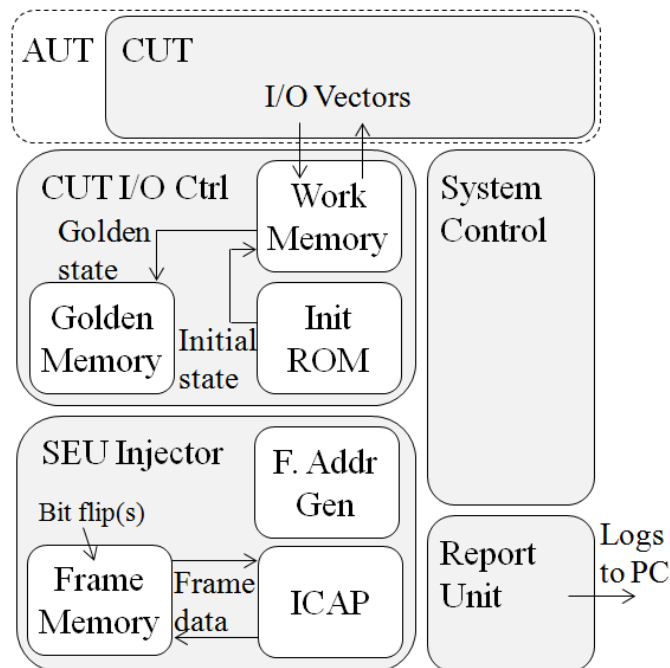 AUT
CUT
I/O Vectors
CUT I/O Ctrl
Work
Memory
Golden
state
Golden
Memory
Initial
state
Init
ROM
System
Control
SEU Injector
F. Addr
Gen
Bit flip(s)
Frame
Memory
Frame
data
ICAP
Report
Unit
Logs
to PC